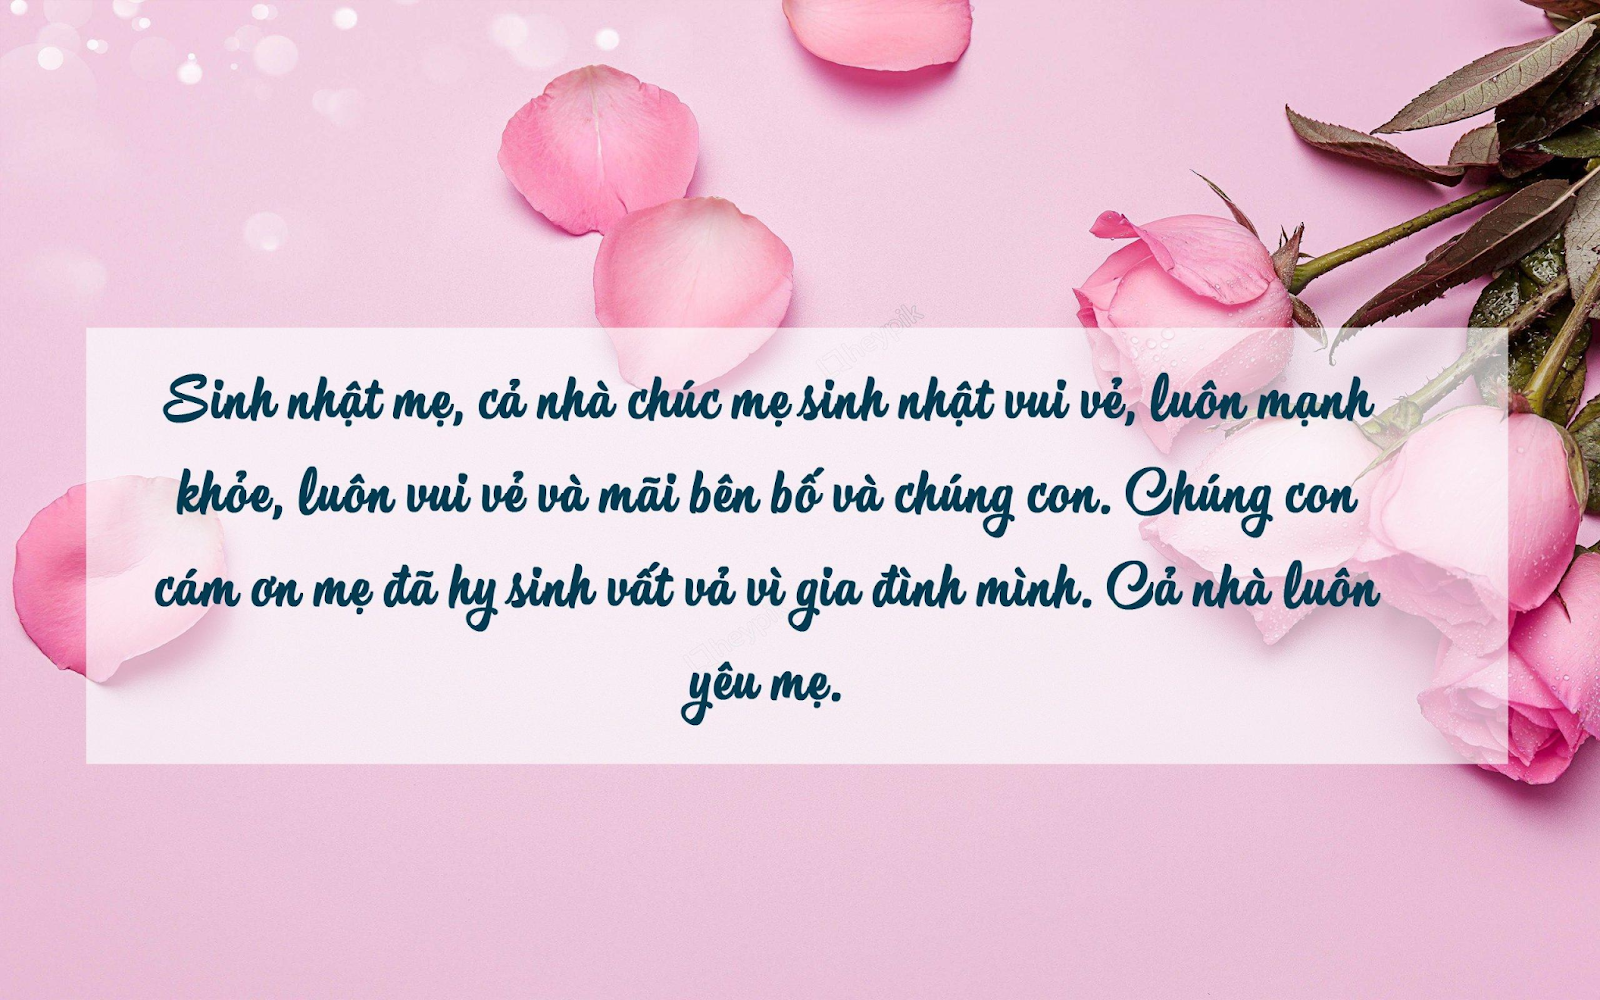 Sinh nhật mẹ, cả nhà chúc mẹ sinh nhật vui vẻ, luôn mạnh
khỏe, luôn vui vẻ và mãi bên bố và chúng con. Chúng con
cám ơn mẹ đã hy sinh vất vả vì gia đình mình. Cả nhà luôn
yêu mẹ.